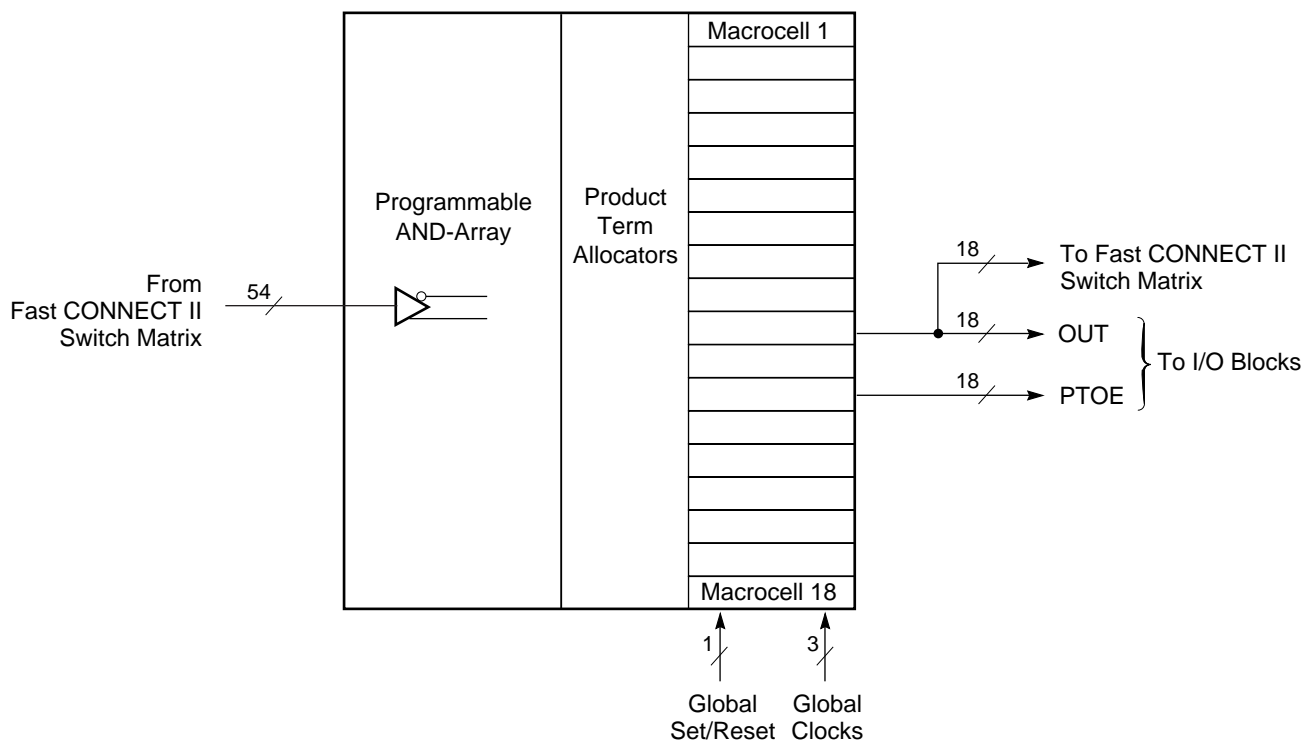 Macrocell 1
Programmable
AND-Array
Product
Term
Allocators
From
Fast CONNECT II
Switch Matrix
54
18
To Fast CONNECT II
Switch Matrix
18
OUT
18
PTOE
To I/O Blocks
Macrocell 18
1
3
Global
Set/Reset
Global
Clocks